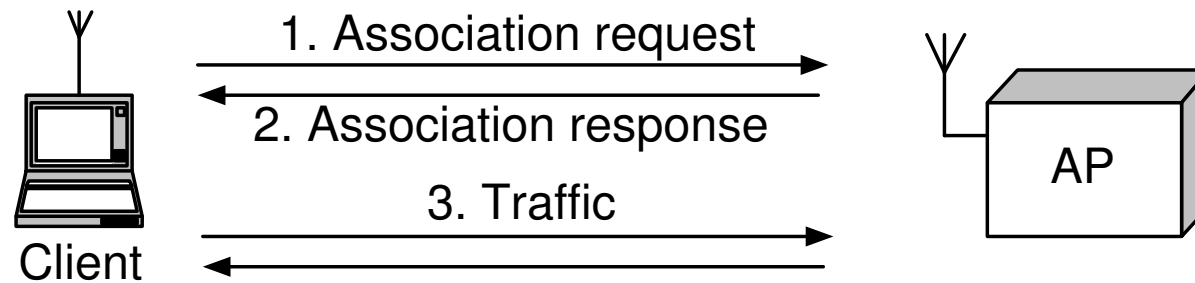 1. Association request
2. Association response
AP
3. Traffic
Client